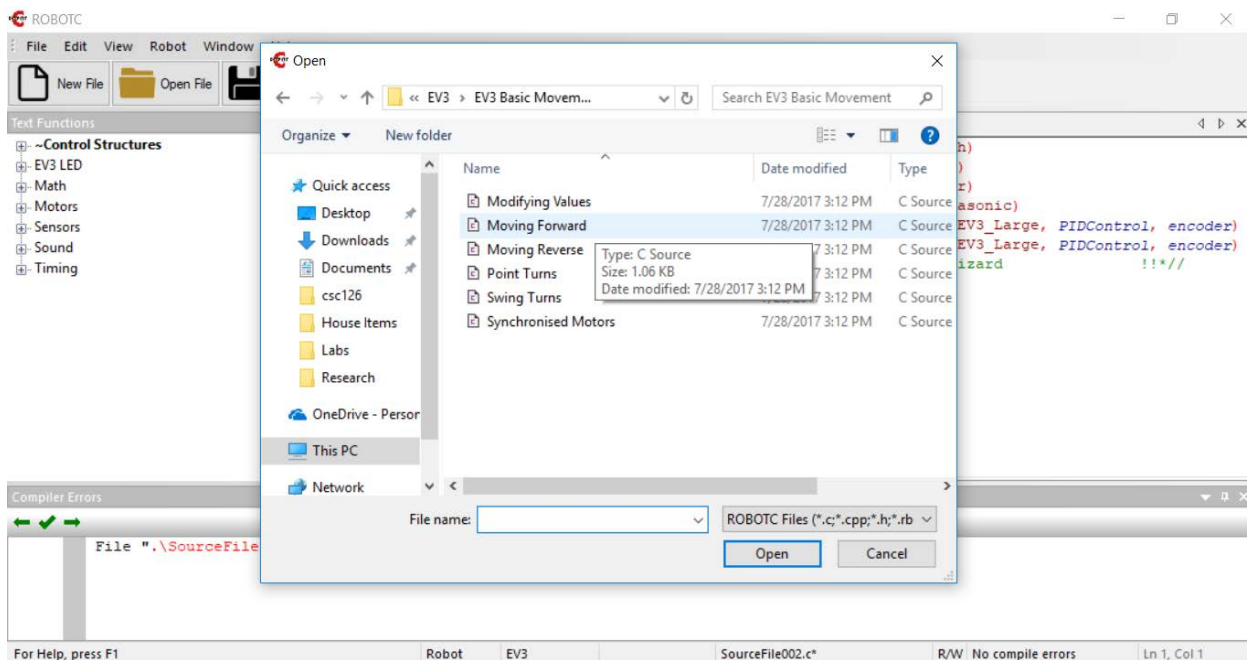 ROBOTC
File Edit View Robot Window
New File Open File
Text Functions
~Control Structures
EV3 LED
Math
Motors
Sensors
Sound
Timing
Open
« EV3 > EV3 Basic Movem...
Search EV3 Basic Movement
Organize New folder
Quick access
Desktop
Downloads
Documents
csc126
House Items
Labs
Research
OneDrive - Person
This PC
Network
Name Date modified Type
Modifying Values 7/28/2017 3:12 PM C Source
Moving Forward 7/28/2017 3:12 PM C Source
Moving Reverse 7 3:12 PM C Source
Point Turns 7 3:12 PM C Source
Swing Turns 7 3:12 PM C Source
Synchronised Motors 7/28/2017 3:12 PM C Source
Type: C Source
Size: 1.06 KB
Date modified: 7/28/2017 3:12 PM
File name: ROBOTC Files (*.c;*.cpp;*.h;*.rb
Open Cancel
h)
)
r)
asonic)
EV3_Large, PIDControl, encoder)
EV3_Large, PIDControl, encoder)
izard !!*//
Compiler Errors
File ".\SourceFile
For Help, press F1 Robot EV3 SourceFile002.c* R/W No compile errors Ln 1, Col 1